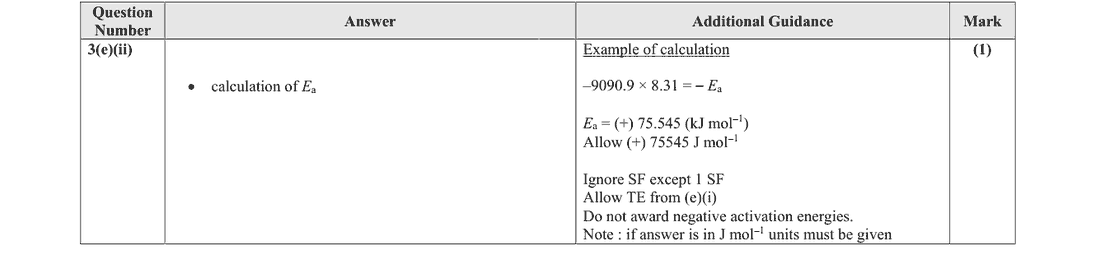 Question Number
Answer
Additional Guidance
Mark
3(e)(ii)
Example of calculation
(1)
• calculation of Eₐ
–9090.9 × 8.31 = – Eₐ
Eₐ = (+) 75.545 (kJ mol⁻¹)
Allow (+) 75545 J mol⁻¹
Ignore SF except 1 SF
Allow TE from (e)(i)
Do not award negative activation energies.
Note : if answer is in J mol⁻¹ units must be given